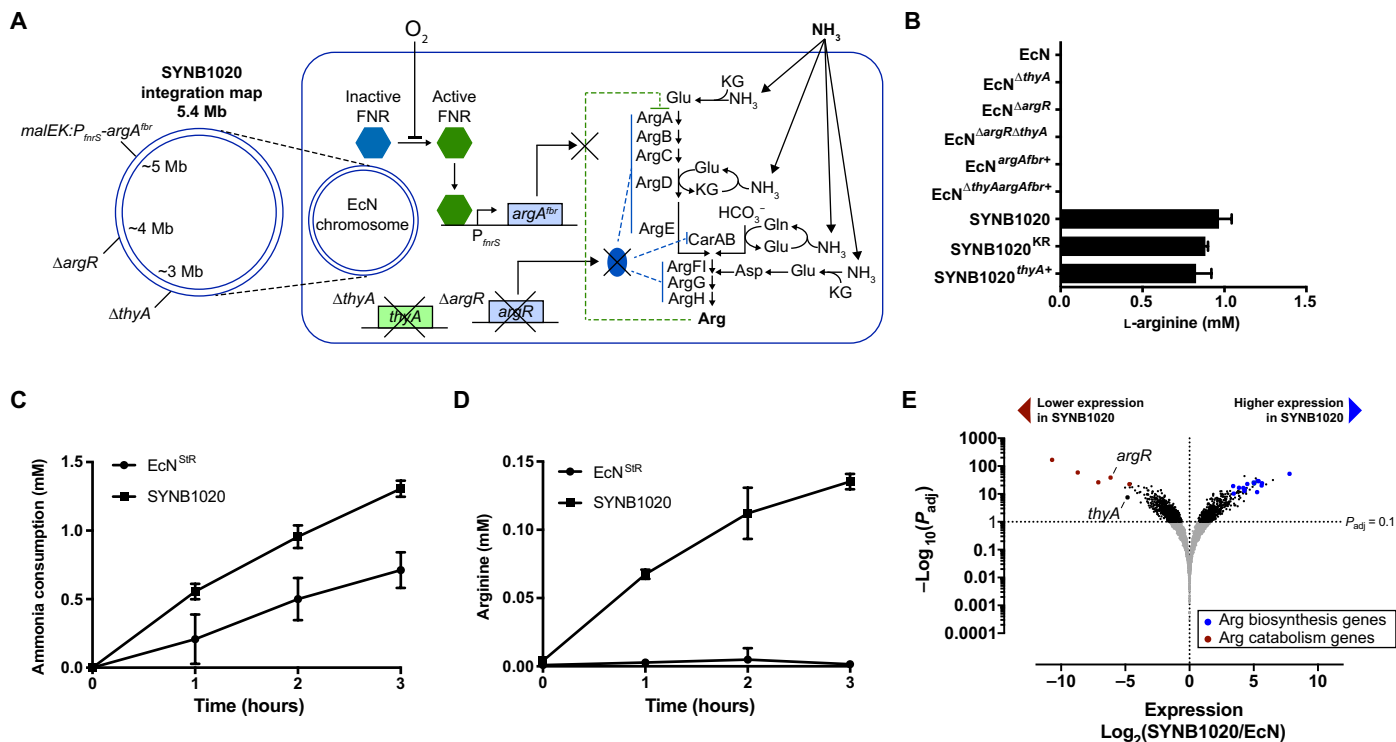 A
SYNB1020
integration map
5.4 Mb
malEK:PfnrS-argAfbr
~5 Mb
~4 Mb
~3 Mb
ΔargR
ΔthyA
O2
Inactive
FNR
Active
FNR
EcN
chromosome
PfnrS
argAfbr
ΔthyA
thyA
ΔargR
argR
NH3
KG
Glu
NH3
ArgA
ArgB
ArgC
ArgD
Glu
KG
NH3
ArgE
HCO3−
Gln
CarAB
Glu
NH3
ArgFI
ArgG
ArgH
Asp
Glu
NH3
KG
Arg
B
EcN
EcNΔthyA
EcNΔargR
EcNΔargRΔthyA
EcNargAfbr+
EcNΔthyAargAfbr+
SYNB1020
SYNB1020KR
SYNB1020thyA+
0.0 0.5 1.0 1.5
L-arginine (mM)
C
EcNStR
SYNB1020
Ammonia consumption (mM)
1.5
1.0
0.5
0.0
0 1 2 3
Time (hours)
D
EcNStR
SYNB1020
Arginine (mM)
0.15
0.10
0.05
0.00
0 1 2 3
Time (hours)
E
Lower expression
in SYNB1020
Higher expression
in SYNB1020
−Log10(Padj)
1000
100
10
1
0.1
0.01
0.001
0.0001
argR
thyA
Padj = 0.1
Arg biosynthesis genes
Arg catabolism genes
−10 −5 0 5 10
Expression
Log2(SYNB1020/EcN)